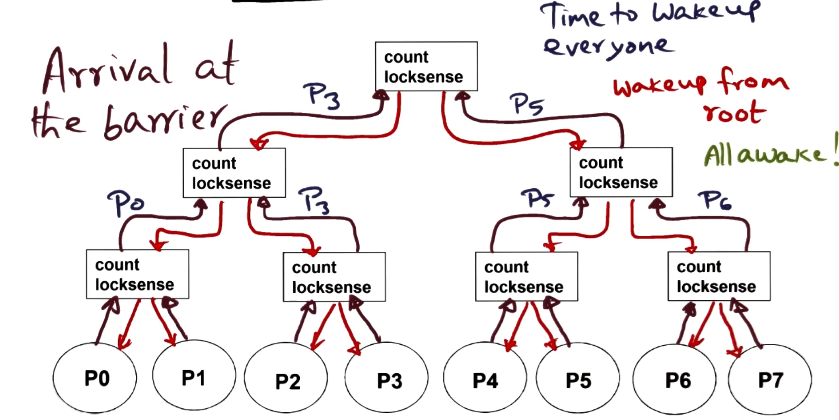 Time to wakeup
everyone
Arrival at
the barrier
count
locksense
wakeup from
root
All awake!
P3
P5
count
locksense
count
locksense
P0
P3
P5
P6
count
locksense
count
locksense
count
locksense
count
locksense
P0
P1
P2
P3
P4
P5
P6
P7